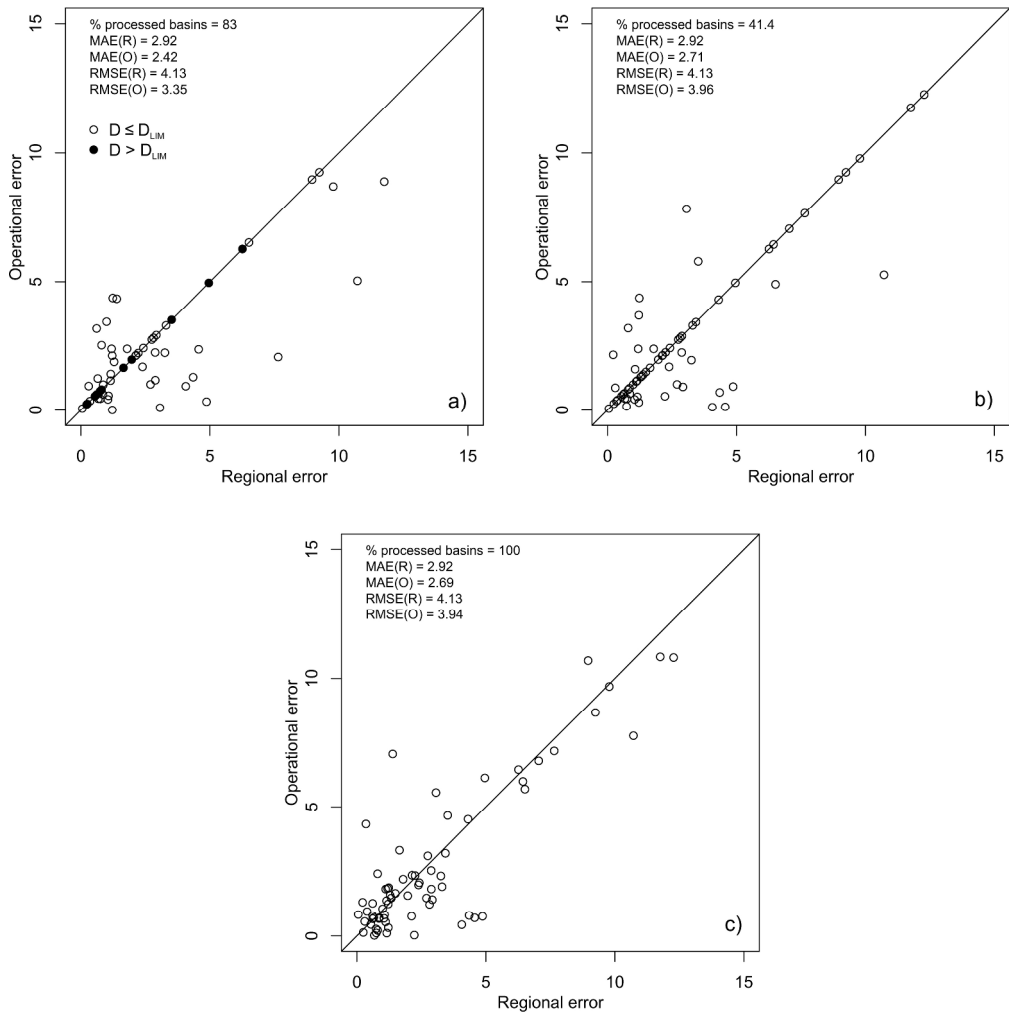 % processed basins = 83
MAE(R) = 2.92
MAE(O) = 2.42
RMSE(R) = 4.13
RMSE(O) = 3.35
D ≤ DLIM
D > DLIM
15
10
5
0
Operational error
0 5 10 15
Regional error
a)
% processed basins = 41.4
MAE(R) = 2.92
MAE(O) = 2.71
RMSE(R) = 4.13
RMSE(O) = 3.96
15
10
5
0
Operational error
0 5 10 15
Regional error
b)
% processed basins = 100
MAE(R) = 2.92
MAE(O) = 2.69
RMSE(R) = 4.13
RMSE(O) = 3.94
15
10
5
0
Operational error
0 5 10 15
Regional error
c)